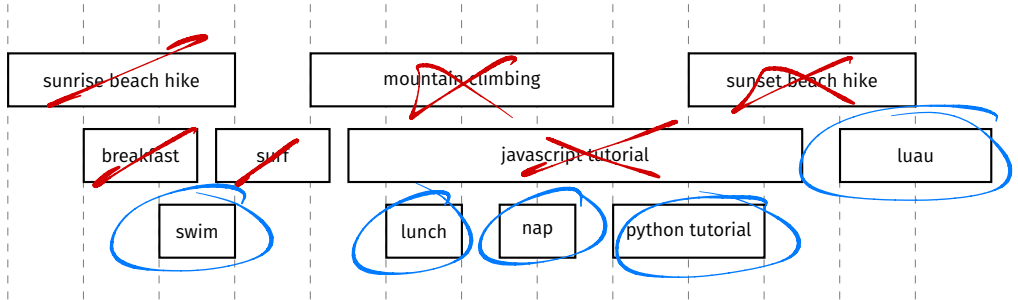 sunrise beach hike
mountain climbing
sunset beach hike
breakfast
surf
javascript tutorial
luau
swim
lunch
nap
python tutorial